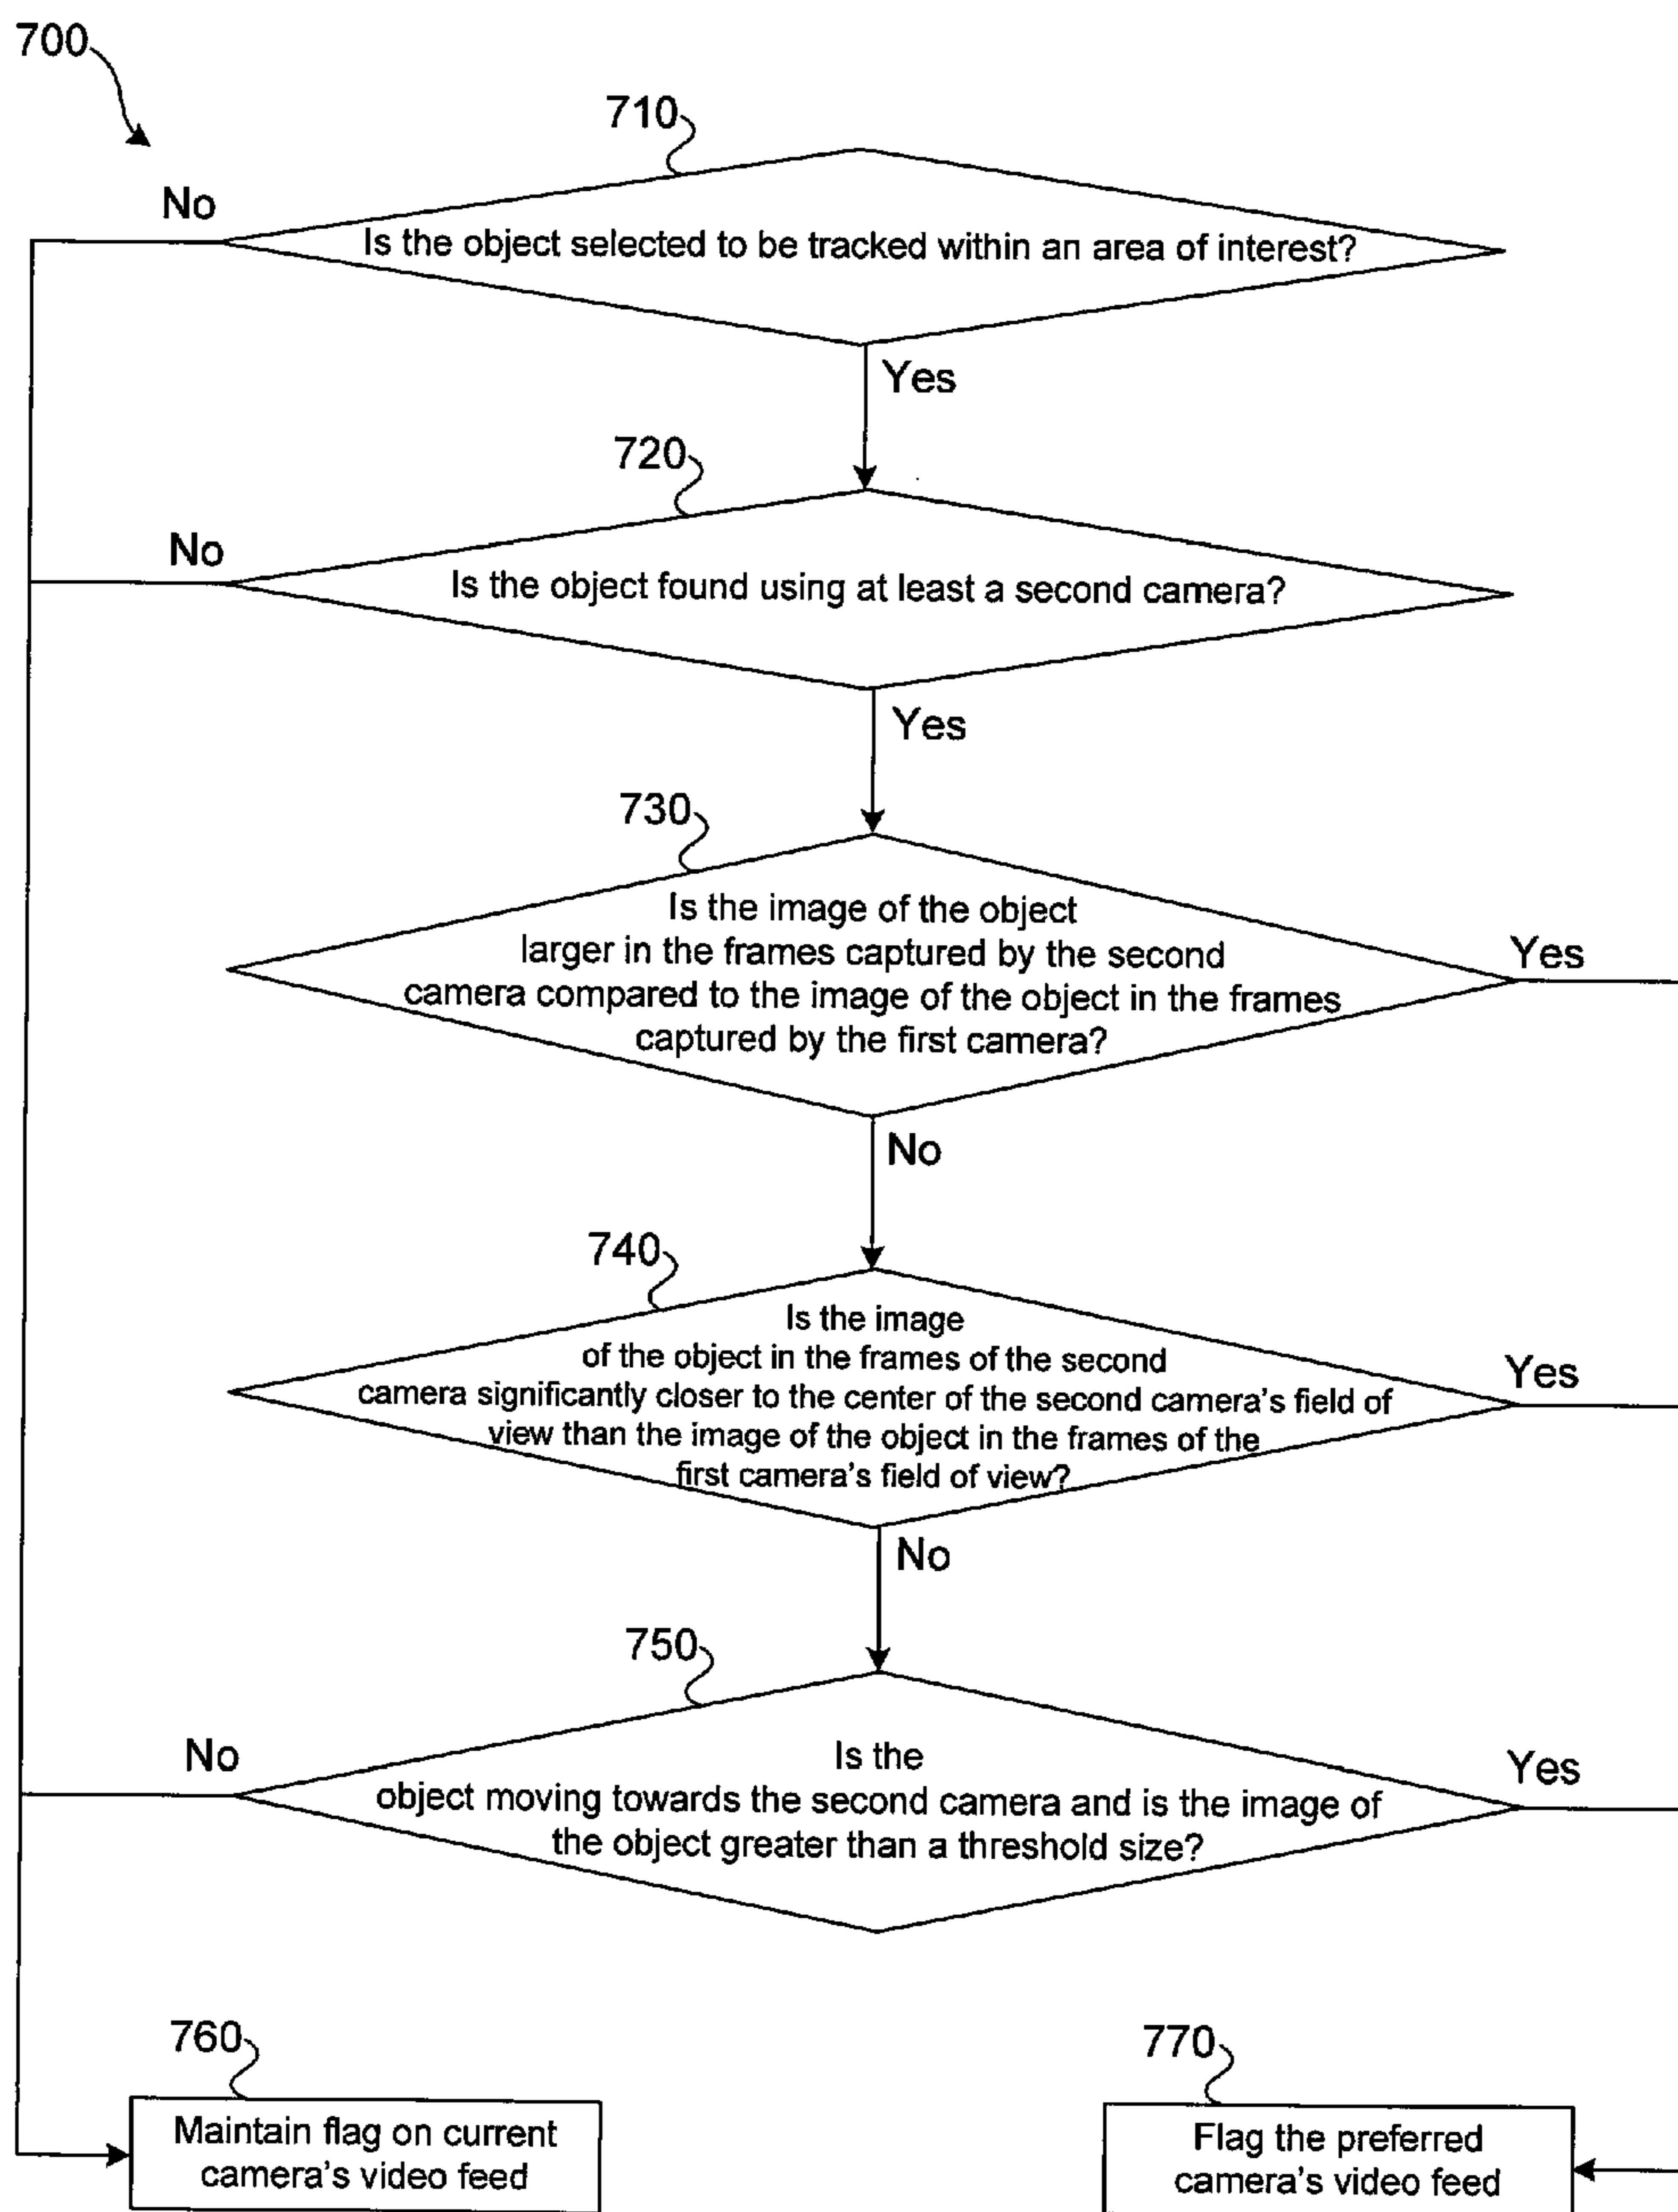 700
710
No
Is the object selected to be tracked within an area of interest?
Yes
720
No
Is the object found using at least a second camera?
Yes
730
Is the image of the object
larger in the frames captured by the second
camera compared to the image of the object in the frames
captured by the first camera?
Yes
No
740
Is the image
of the object in the frames of the second
camera significantly closer to the center of the second camera's field of
view than the image of the object in the frames of the
first camera's field of view?
Yes
No
750
No
Is the
object moving towards the second camera and is the image of
the object greater than a threshold size?
Yes
760
Maintain flag on current
camera's video feed
770
Flag the preferred
camera's video feed